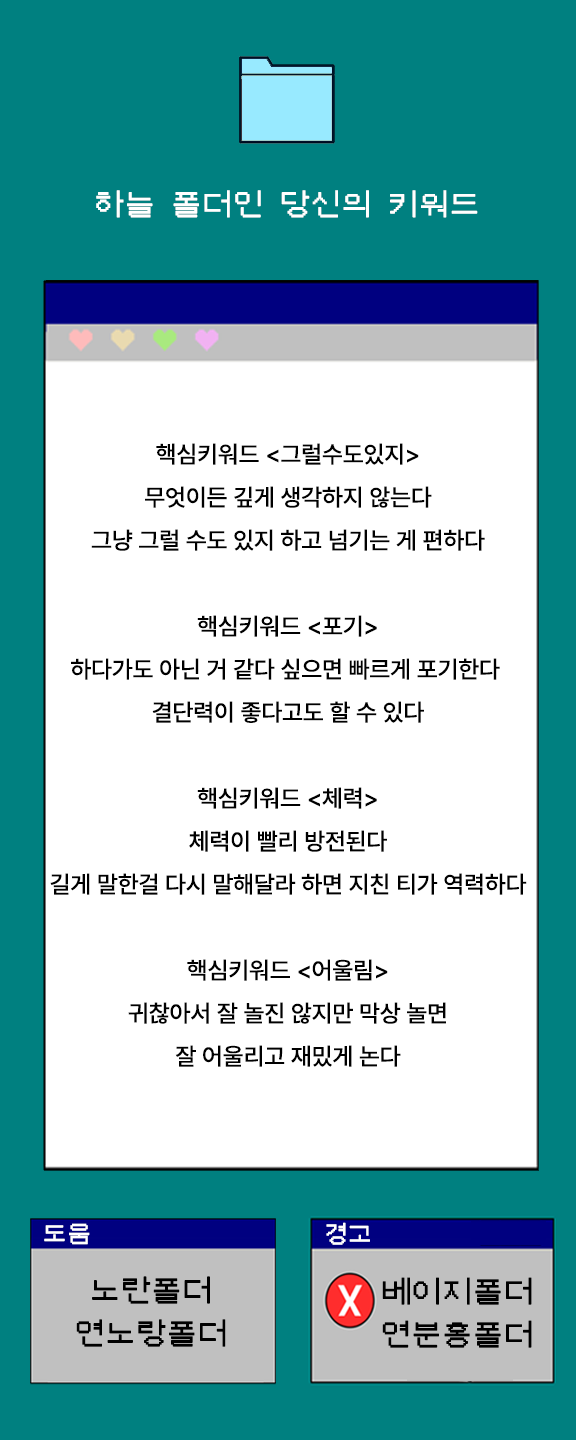 하늘 폴더인 당신의 키워드
핵심키워드 <그럴수도있지>
무엇이든 깊게 생각하지 않는다
그냥 그럴 수도 있지 하고 넘기는 게 편하다
핵심키워드 <포기>
하다가도 아닌 거 같다 싶으면 빠르게 포기한다
결단력이 좋다고도 할 수 있다
핵심키워드 <체력>
체력이 빨리 방전된다
길게 말한걸 다시 말해달라 하면 지친 티가 역력하다
핵심키워드 <어울림>
귀찮아서 잘 놀진 않지만 막상 놀면
잘 어울리고 재밌게 논다
도움
노란폴더
연노랑폴더
경고
X
베이지폴더
연분홍폴더